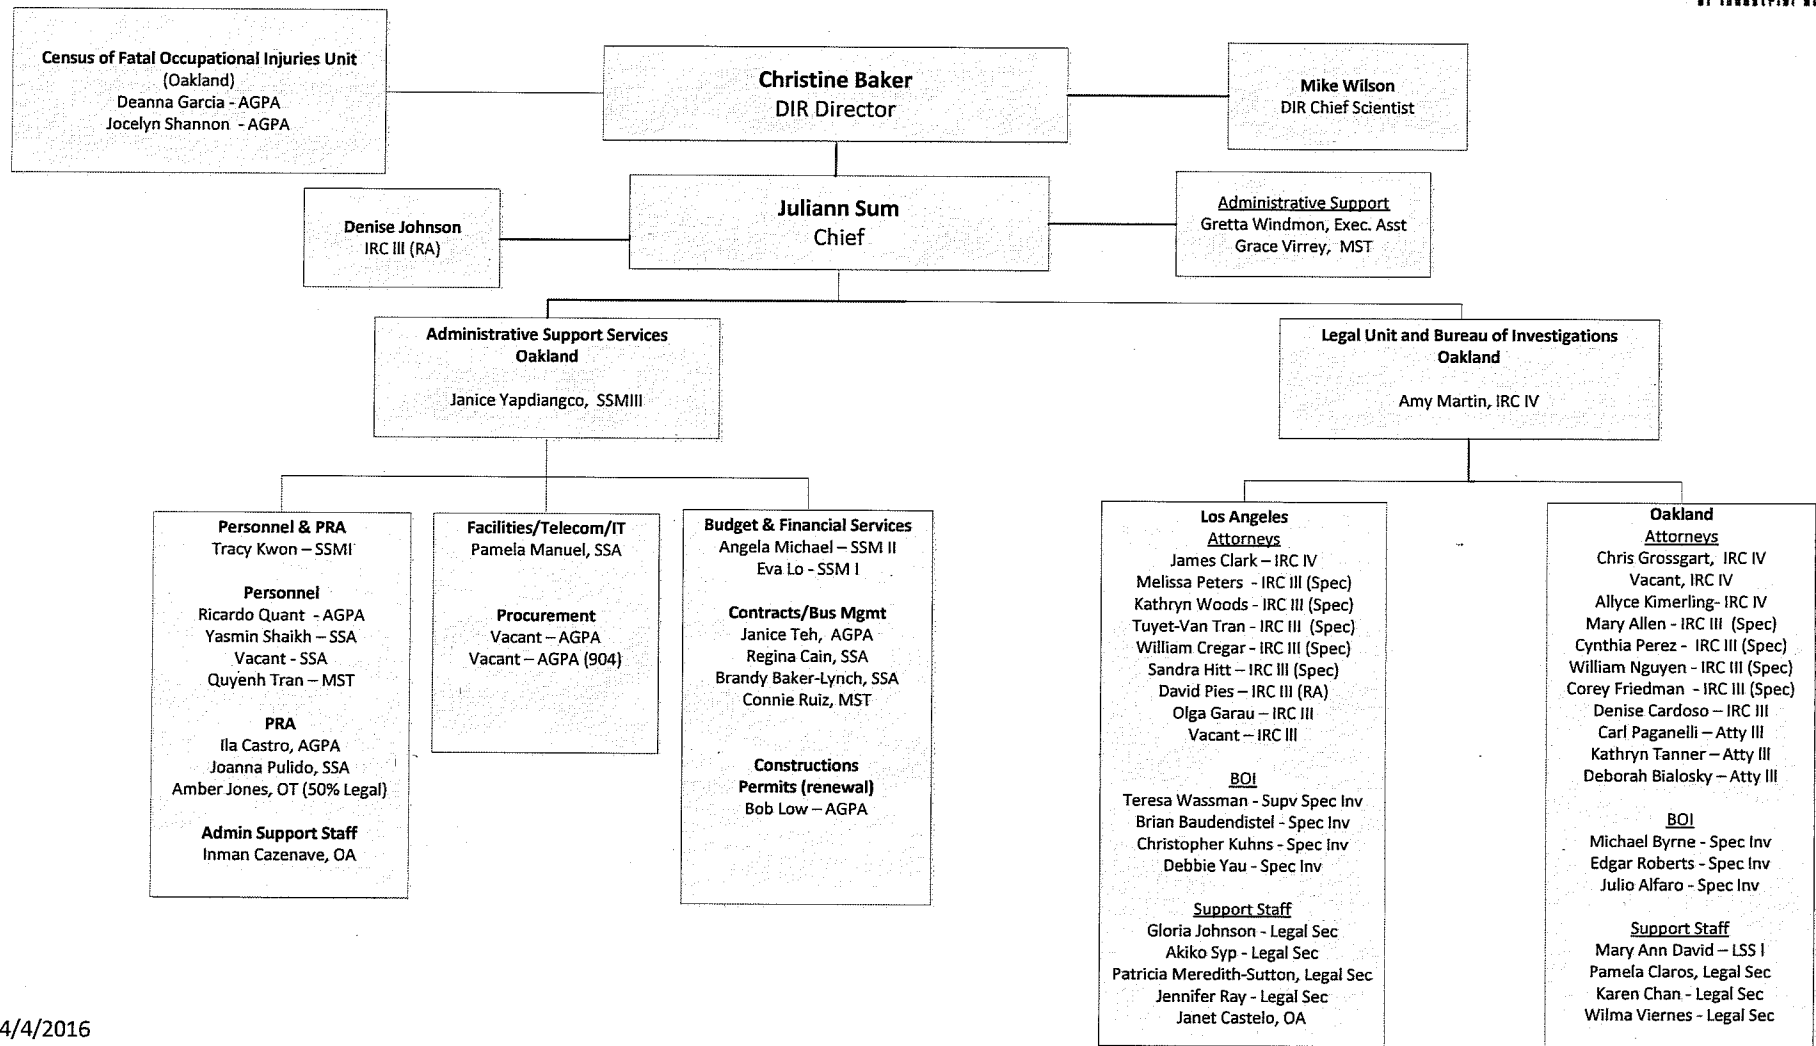 Census of Fatal Occupational Injuries Unit
(Oakland)
Deanna Garcia - AGPA
Jocelyn Shannon - AGPA
Christine Baker
DIR Director
Mike Wilson
DIR Chief Scientist
Denise Johnson
IRC III (RA)
Juliann Sum
Chief
Administrative Support
Gretta Windmon, Exec. Asst
Grace Virrey, MST
Administrative Support Services
Oakland
Janice Yapdiangco, SSMIII
Legal Unit and Bureau of Investigations
Oakland
Amy Martin, IRC IV
Personnel & PRA
Tracy Kwon – SSMI
Personnel
Ricardo Quant - AGPA
Yasmin Shaikh – SSA
Vacant - SSA
Quyenh Tran – MST
PRA
Ila Castro, AGPA
Joanna Pulido, SSA
Amber Jones, OT (50% Legal)
Admin Support Staff
Inman Cazenave, OA
Facilities/Telecom/IT
Pamela Manuel, SSA
Procurement
Vacant – AGPA
Vacant – AGPA (904)
Budget & Financial Services
Angela Michael – SSM II
Eva Lo - SSM I
Contracts/Bus Mgmt
Janice Teh, AGPA
Regina Cain, SSA
Brandy Baker-Lynch, SSA
Connie Ruiz, MST
Constructions
Permits (renewal)
Bob Low – AGPA
Los Angeles
Attorneys
James Clark – IRC IV
Melissa Peters - IRC III (Spec)
Kathryn Woods - IRC III (Spec)
Tuyet-Van Tran - IRC III (Spec)
William Cregar - IRC III (Spec)
Sandra Hitt – IRC III (Spec)
David Pies – IRC III (RA)
Olga Garau – IRC III
Vacant – IRC III
BOI
Teresa Wassman - Supv Spec Inv
Brian Baudendistel - Spec Inv
Christopher Kuhns - Spec Inv
Debbie Yau - Spec Inv
Support Staff
Gloria Johnson - Legal Sec
Akiko Syp - Legal Sec
Patricia Meredith-Sutton, Legal Sec
Jennifer Ray - Legal Sec
Janet Castelo, OA
Oakland
Attorneys
Chris Grossgart, IRC IV
Vacant, IRC IV
Allyce Kimerling- IRC IV
Mary Allen - IRC III (Spec)
Cynthia Perez - IRC III (Spec)
William Nguyen - IRC III (Spec)
Corey Friedman - IRC III (Spec)
Denise Cardoso – IRC III
Carl Paganelli – Atty III
Kathryn Tanner – Atty III
Deborah Bialosky – Atty III
BOI
Michael Byrne - Spec Inv
Edgar Roberts - Spec Inv
Julio Alfaro - Spec Inv
Support Staff
Mary Ann David – LSS I
Pamela Claros, Legal Sec
Karen Chan - Legal Sec
Wilma Viernes - Legal Sec
4/4/2016